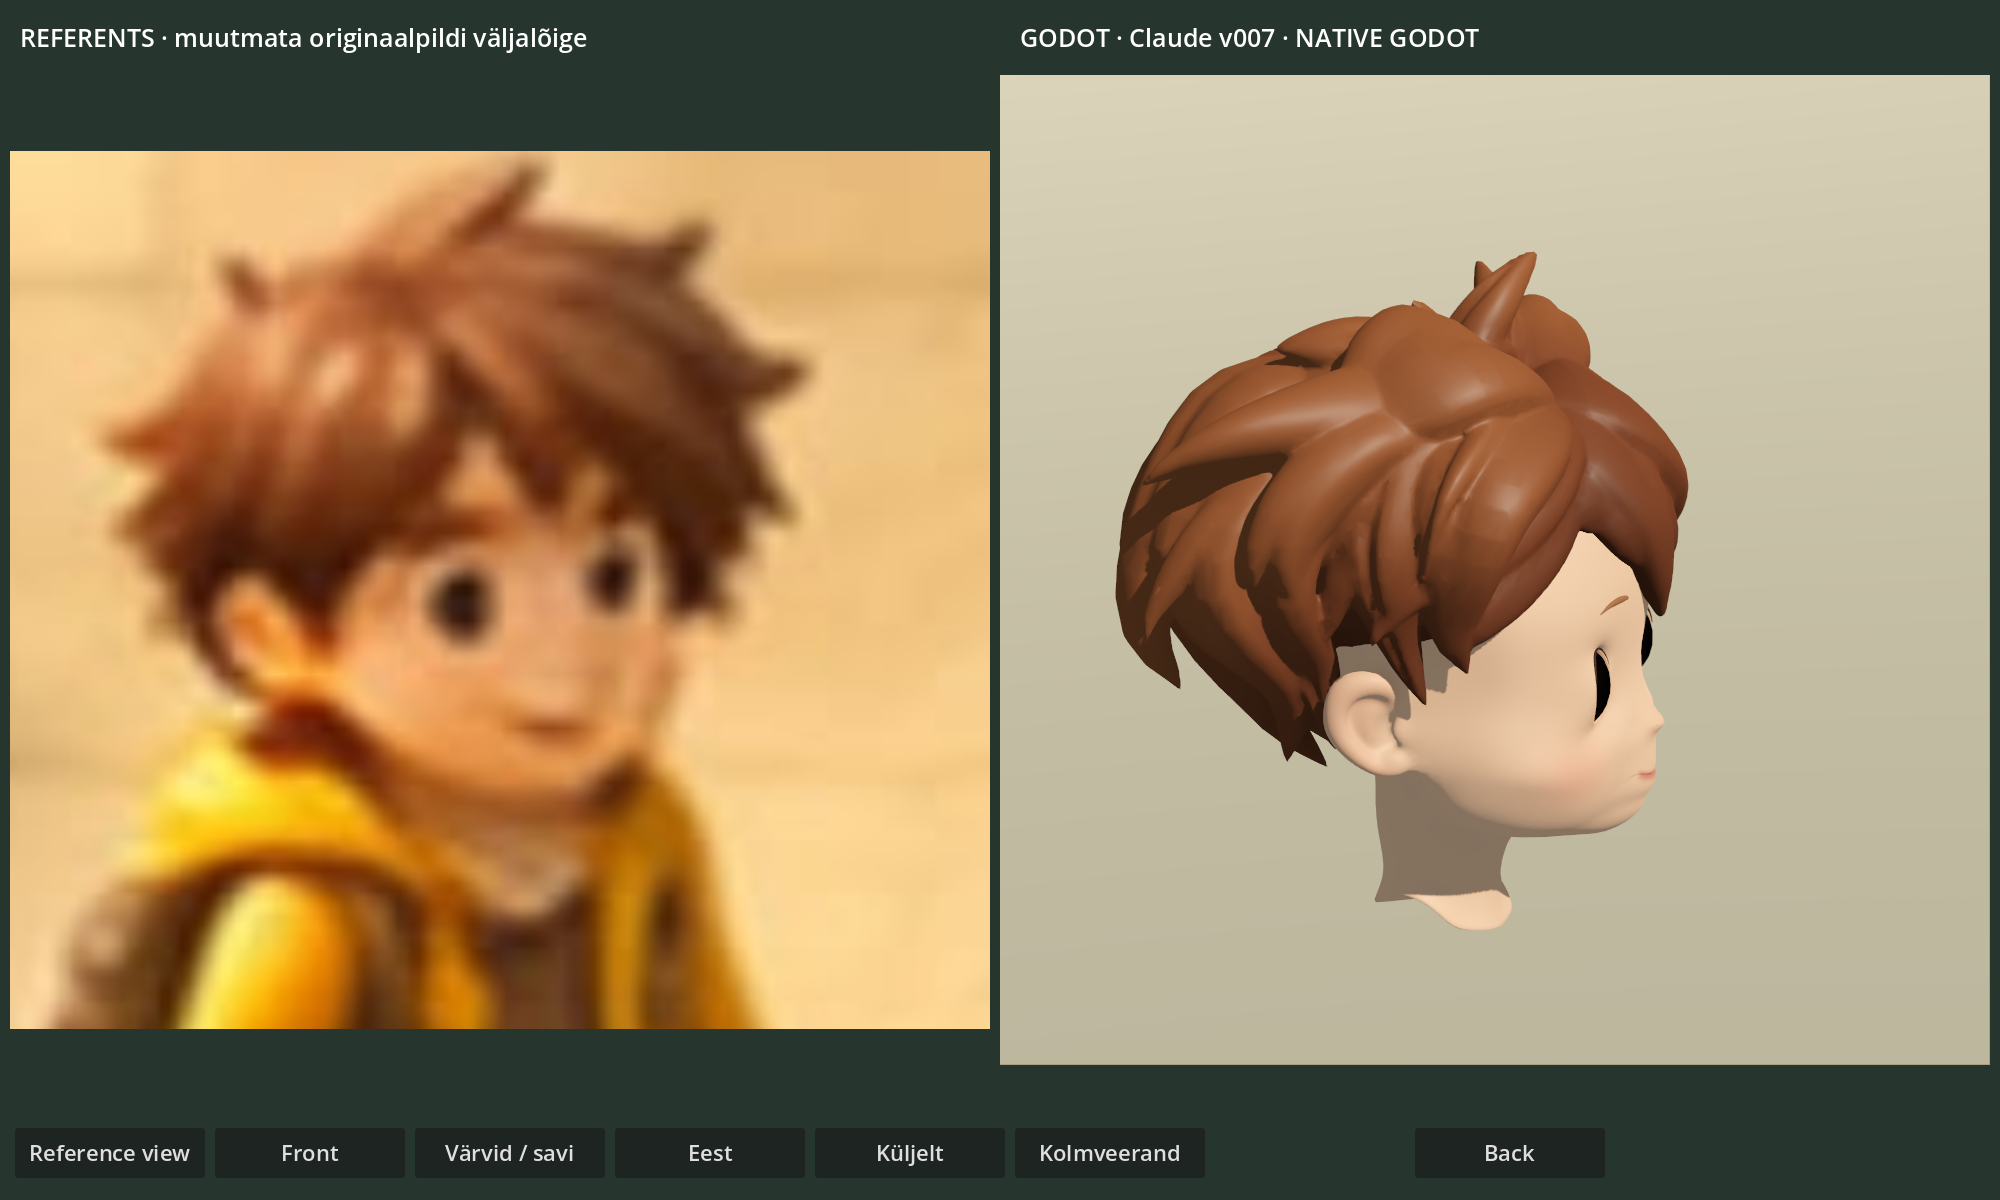 REFERENTS · muutmata originaalpildi väljalõige
GODOT · Claude v007 · NATIVE GODOT
Reference view
Front
Värvid / savi
Eest
Küljelt
Kolmveerand
Back